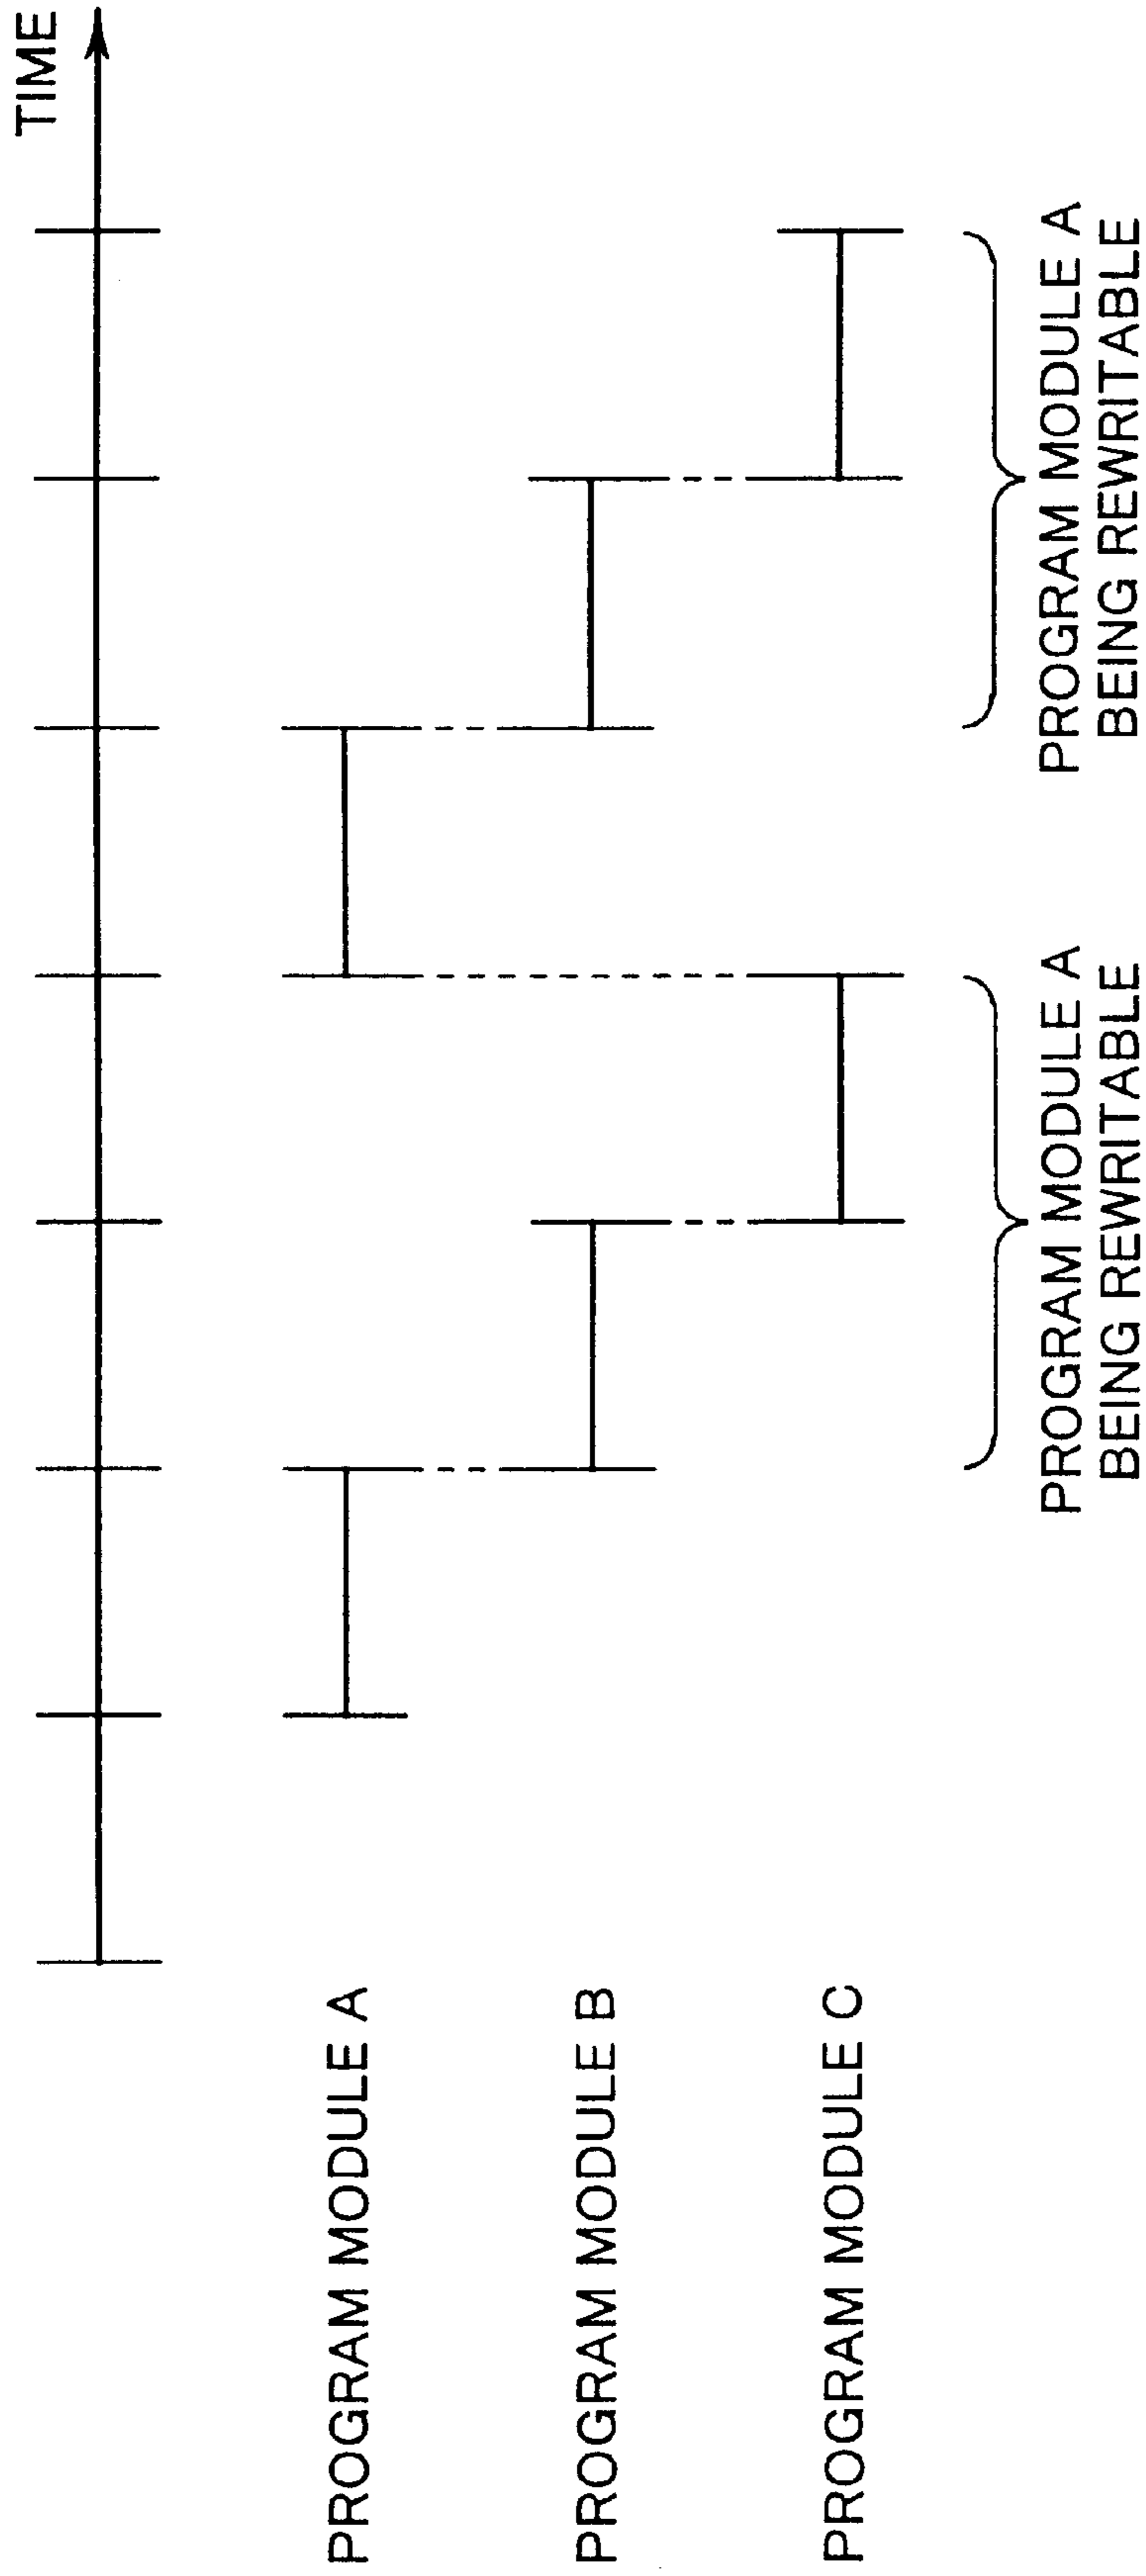 TIME
PROGRAM MODULE A
PROGRAM MODULE B
PROGRAM MODULE C
PROGRAM MODULE A
BEING REWRITABLE
PROGRAM MODULE A
BEING REWRITABLE